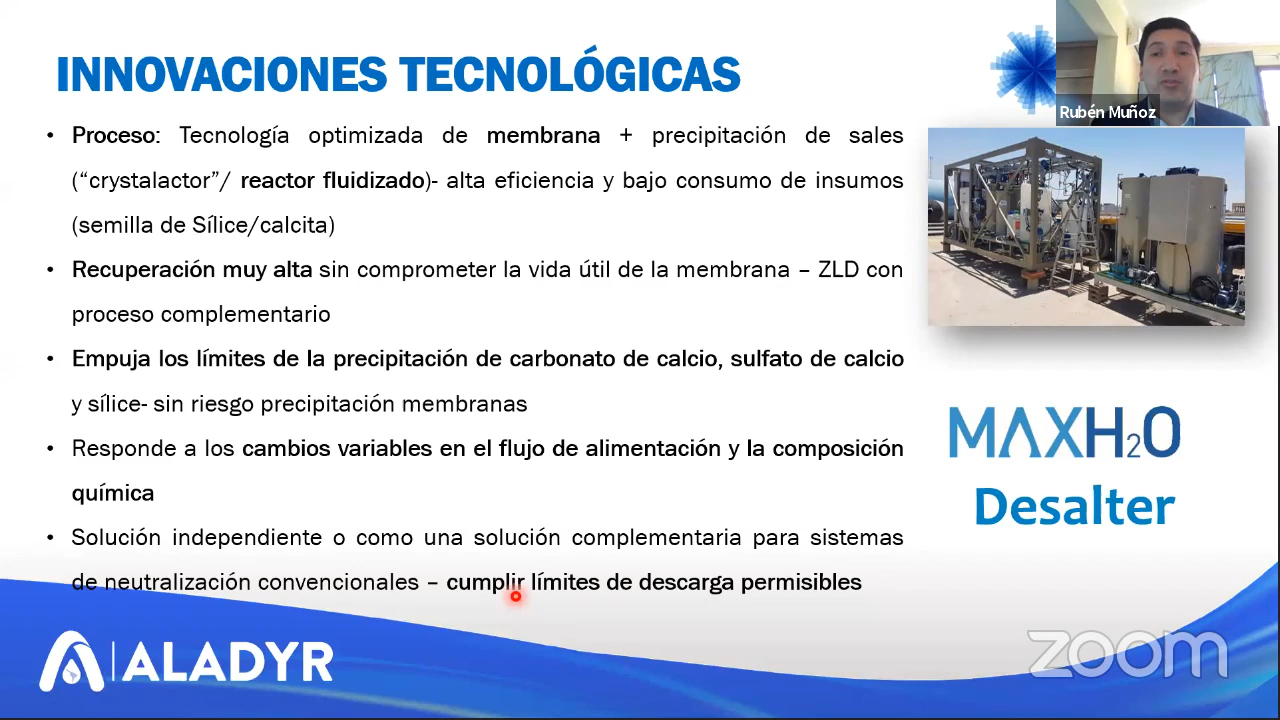 INNOVACIONES TECNOLÓGICAS
Rubén Muñoz
• Proceso: Tecnología optimizada de membrana + precipitación de sales
(“crystalactor”/ reactor fluidizado)- alta eficiencia y bajo consumo de insumos
(semilla de Sílice/calcita)
• Recuperación muy alta sin comprometer la vida útil de la membrana – ZLD con
proceso complementario
• Empuja los límites de la precipitación de carbonato de calcio, sulfato de calcio
y sílice- sin riesgo precipitación membranas
• Responde a los cambios variables en el flujo de alimentación y la composición
química
• Solución independiente o como una solución complementaria para sistemas
de neutralización convencionales – cumplir límites de descarga permisibles
MAXH2O
Desalter
ALADYR
zoom